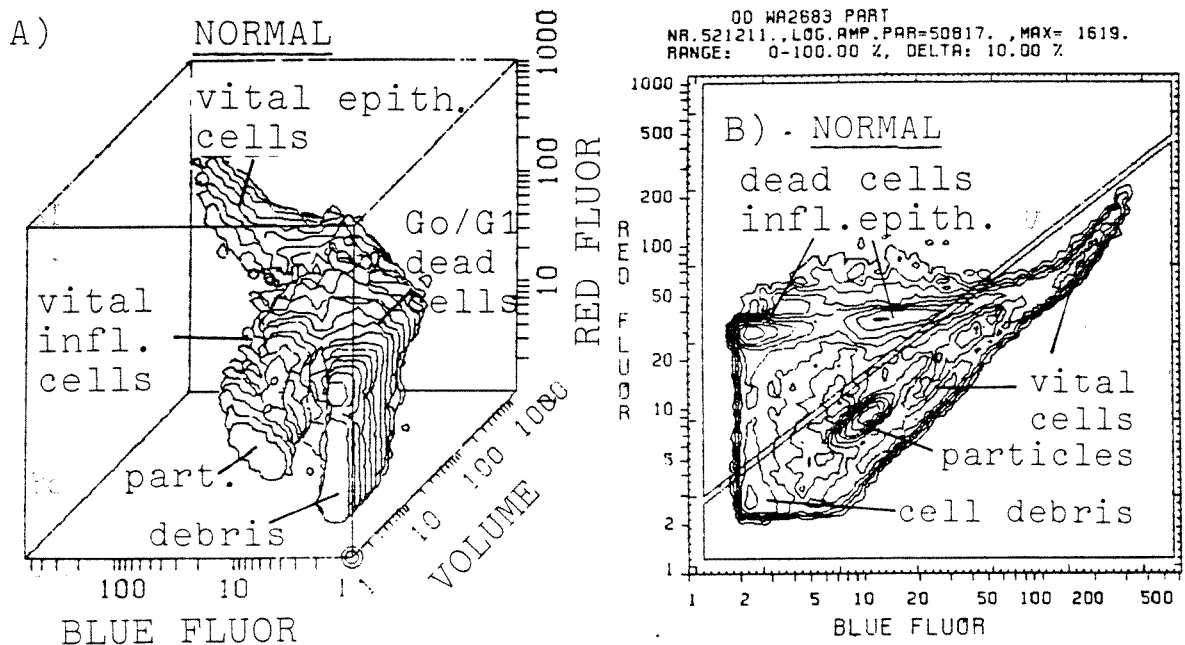 A)
NORMAL
vital epith.
cells
Go/G1
dead
cells
vital
infl.
cells
part.
debris
1000
100
10
RED FLUOR
100
10
1
BLUE FLUOR
1
10
100
1000
VOLUME
OD WA2683 PART
NR.521211.,LOG.AMP.PAR=50817. ,MAX= 1619.
RANGE: 0-100.00 %, DELTA: 10.00 %
B) . NORMAL
dead cells
infl.epith.
vital
cells
particles
cell debris
1000
500
200
100
50
20
10
5
2
1
RED FLUOR
1
2
5
10
20
50
100
200
500
BLUE FLUOR